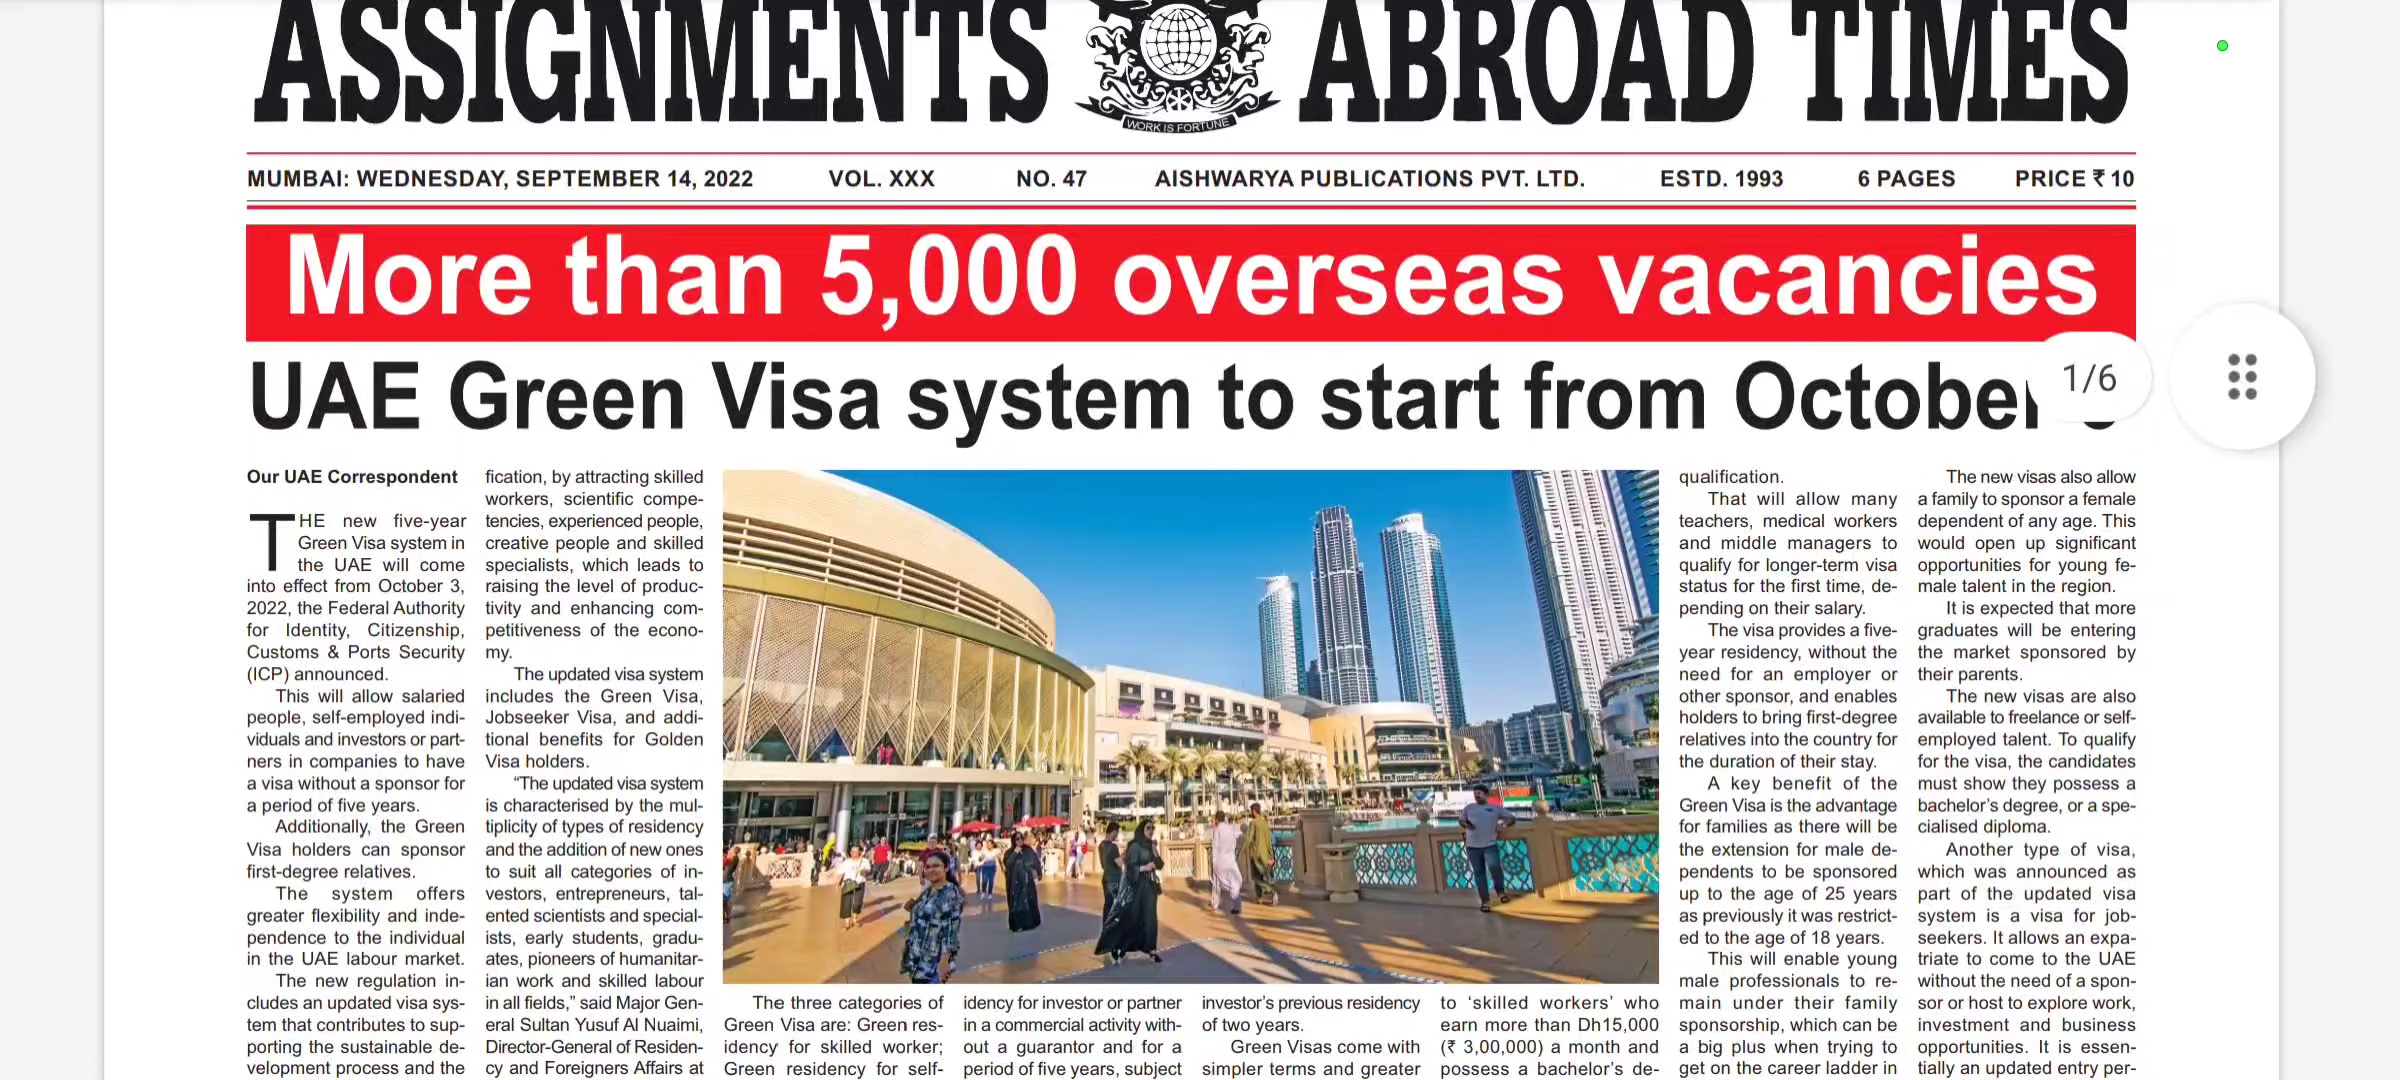 ASSIGNMENTS ABROAD TIMES
WORK IS FORTUNE
MUMBAI: WEDNESDAY, SEPTEMBER 14, 2022 VOL. XXX NO. 47 AISHWARYA PUBLICATIONS PVT. LTD. ESTD. 1993 6 PAGES PRICE ₹ 10
More than 5,000 overseas vacancies
UAE Green Visa system to start from October
1/6
Our UAE Correspondent
THE new five-year
Green Visa system in
the UAE will come
into effect from October 3,
2022, the Federal Authority
for Identity, Citizenship,
Customs & Ports Security
(ICP) announced.
This will allow salaried
people, self-employed indi-
viduals and investors or part-
ners in companies to have
a visa without a sponsor for
a period of five years.
Additionally, the Green
Visa holders can sponsor
first-degree relatives.
The system offers
greater flexibility and inde-
pendence to the individual
in the UAE labour market.
The new regulation in-
cludes an updated visa sys-
tem that contributes to sup-
porting the sustainable de-
velopment process and the
fication, by attracting skilled
workers, scientific compe-
tencies, experienced people,
creative people and skilled
specialists, which leads to
raising the level of produc-
tivity and enhancing com-
petitiveness of the econo-
my.
The updated visa system
includes the Green Visa,
Jobseeker Visa, and addi-
tional benefits for Golden
Visa holders.
“The updated visa system
is characterised by the mul-
tiplicity of types of residency
and the addition of new ones
to suit all categories of in-
vestors, entrepreneurs, tal-
ented scientists and special-
ists, early students, gradu-
ates, pioneers of humanitar-
ian work and skilled labour
in all fields,” said Major Gen-
eral Sultan Yusuf Al Nuaimi,
Director-General of Residen-
cy and Foreigners Affairs at
The three categories of
Green Visa are: Green res-
idency for skilled worker;
Green residency for self-
idency for investor or partner
in a commercial activity with-
out a guarantor and for a
period of five years, subject
investor’s previous residency
of two years.
Green Visas come with
simpler terms and greater
to ‘skilled workers’ who
earn more than Dh15,000
(₹ 3,00,000) a month and
possess a bachelor’s de-
qualification.
That will allow many
teachers, medical workers
and middle managers to
qualify for longer-term visa
status for the first time, de-
pending on their salary.
The visa provides a five-
year residency, without the
need for an employer or
other sponsor, and enables
holders to bring first-degree
relatives into the country for
the duration of their stay.
A key benefit of the
Green Visa is the advantage
for families as there will be
the extension for male de-
pendents to be sponsored
up to the age of 25 years
as previously it was restrict-
ed to the age of 18 years.
This will enable young
male professionals to re-
main under their family
sponsorship, which can be
a big plus when trying to
get on the career ladder in
The new visas also allow
a family to sponsor a female
dependent of any age. This
would open up significant
opportunities for young fe-
male talent in the region.
It is expected that more
graduates will be entering
the market sponsored by
their parents.
The new visas are also
available to freelance or self-
employed talent. To qualify
for the visa, the candidates
must show they possess a
bachelor’s degree, or a spe-
cialised diploma.
Another type of visa,
which was announced as
part of the updated visa
system is a visa for job-
seekers. It allows an expa-
triate to come to the UAE
without the need of a spon-
sor or host to explore work,
investment and business
opportunities. It is essen-
tially an updated entry per-